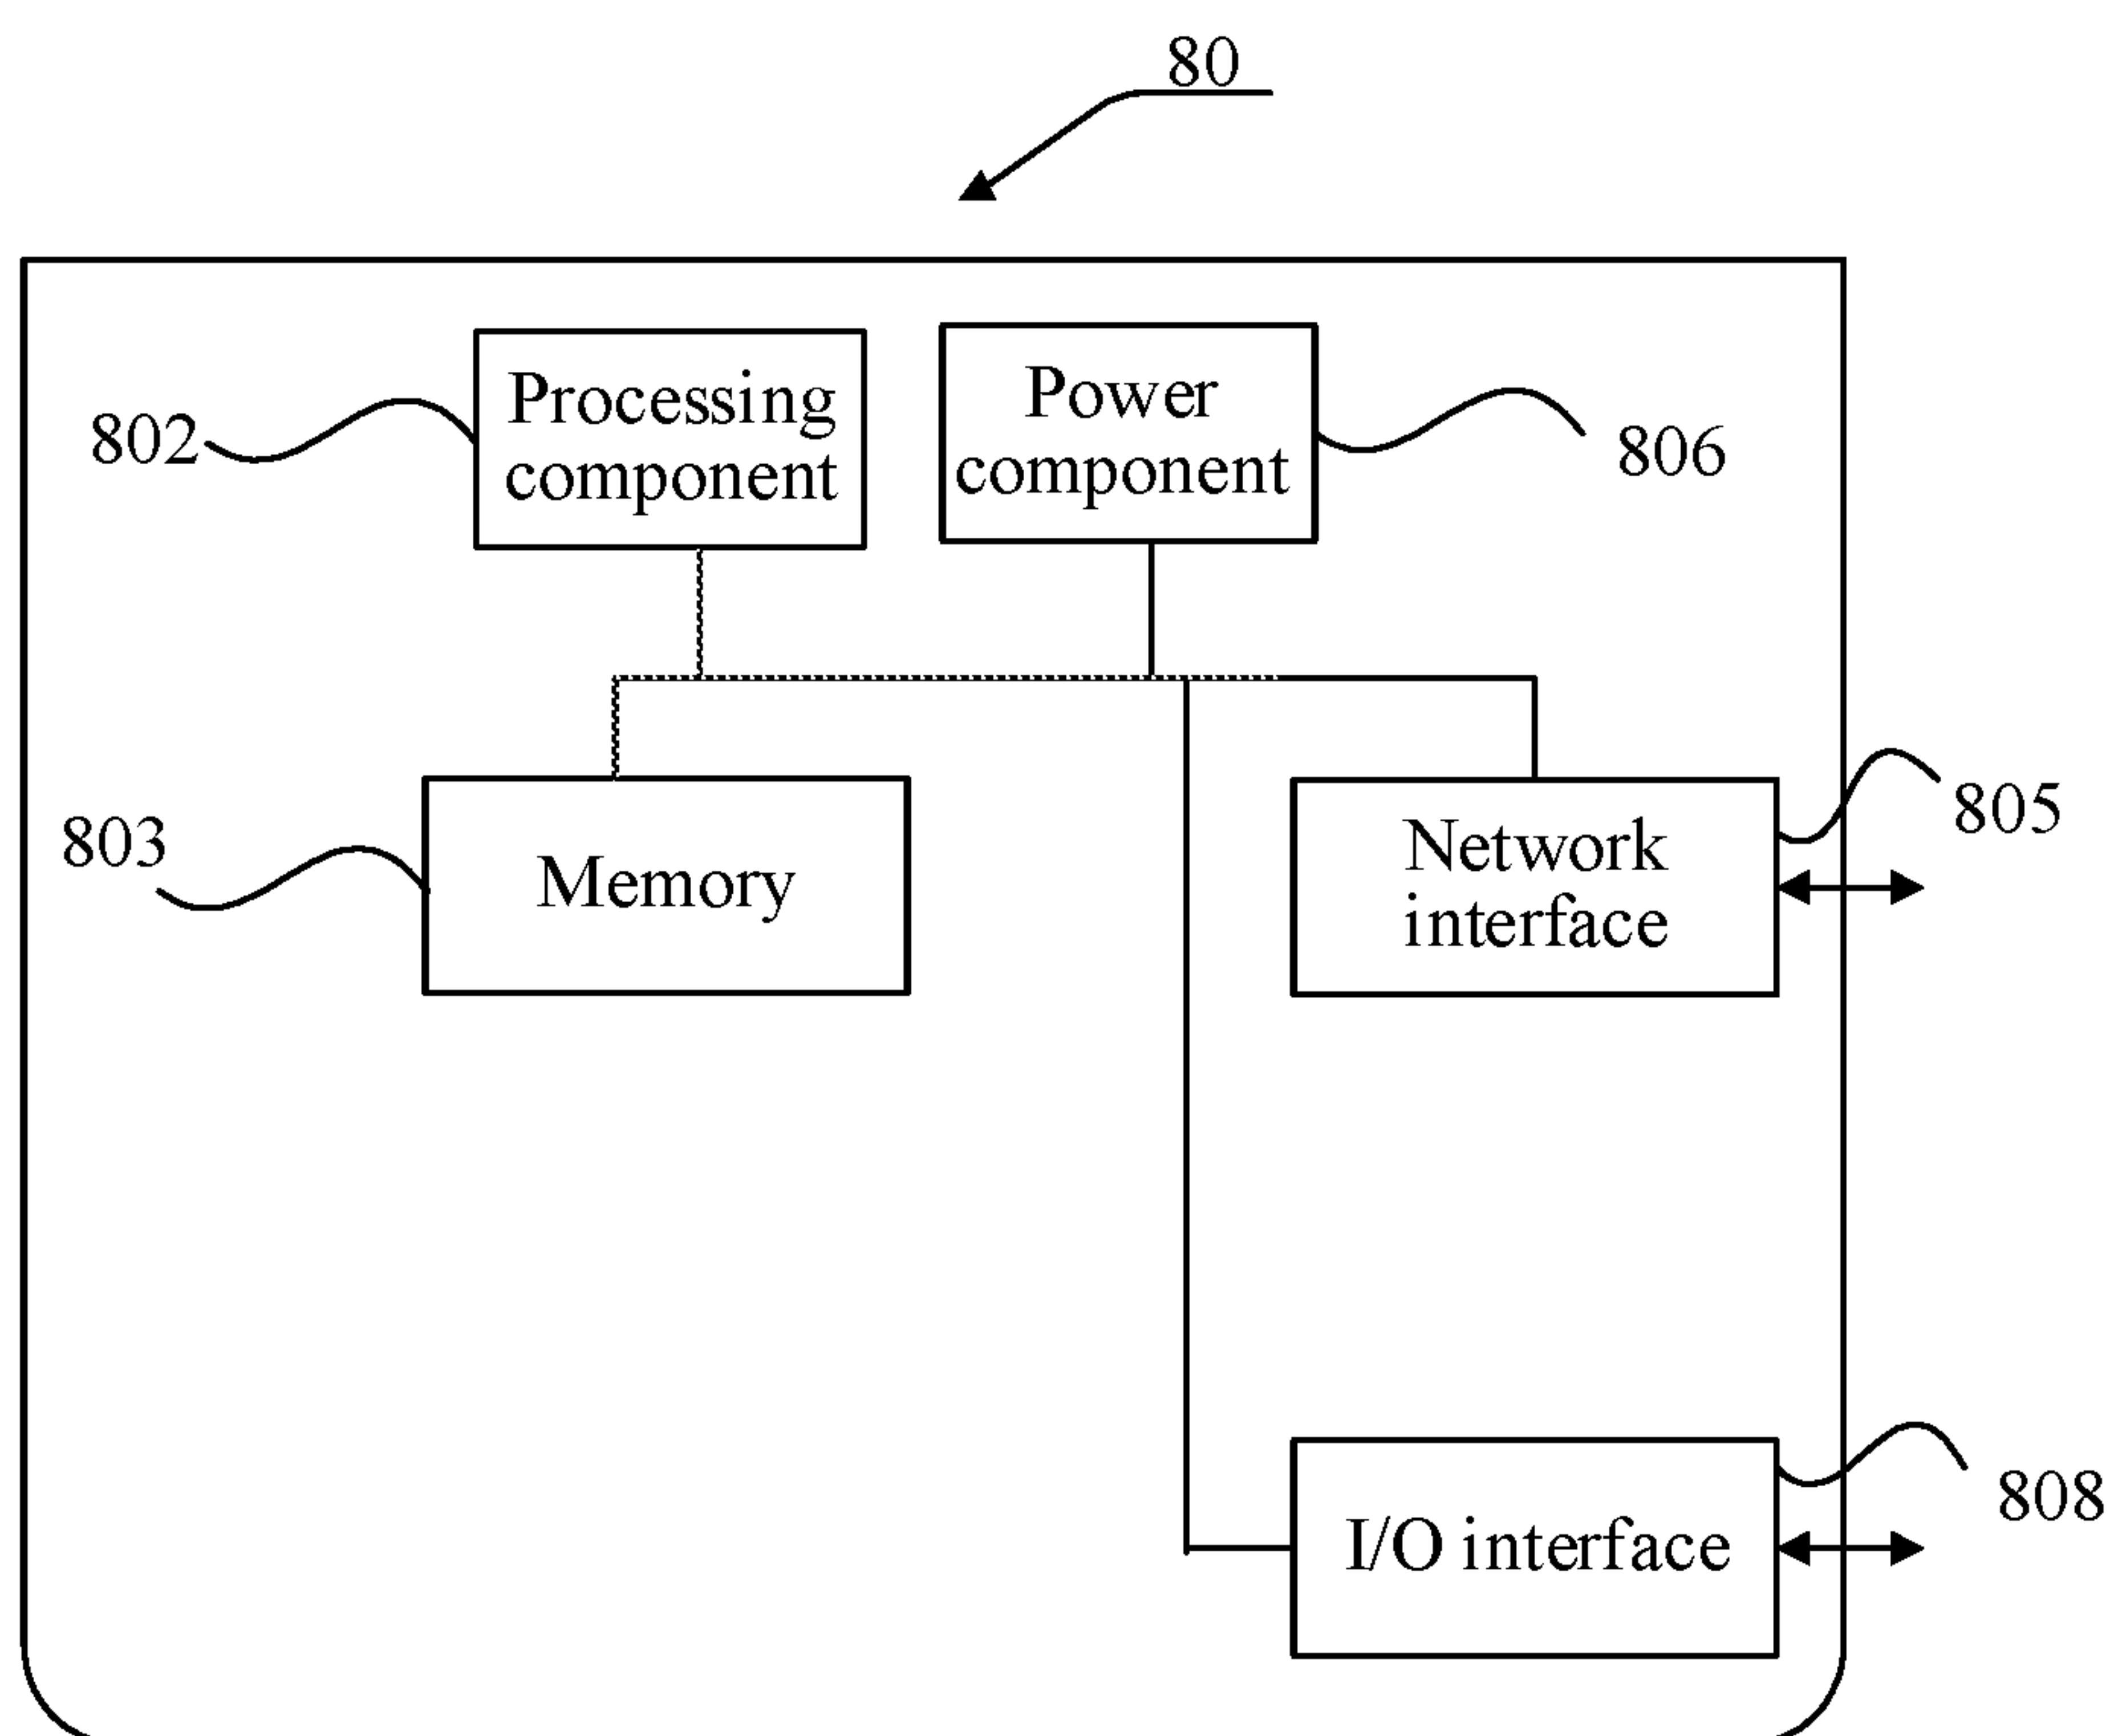 80
Processing
component
Power
component
802
806
803
Memory
Network
interface
805
I/O interface
808